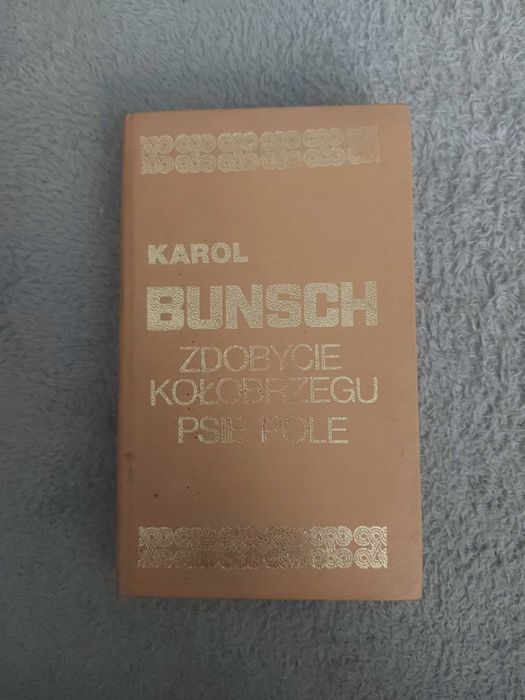 KAROL
BUNSCH
ZDOBYCIE
KOŁOBRZEGU
PSIE POLE